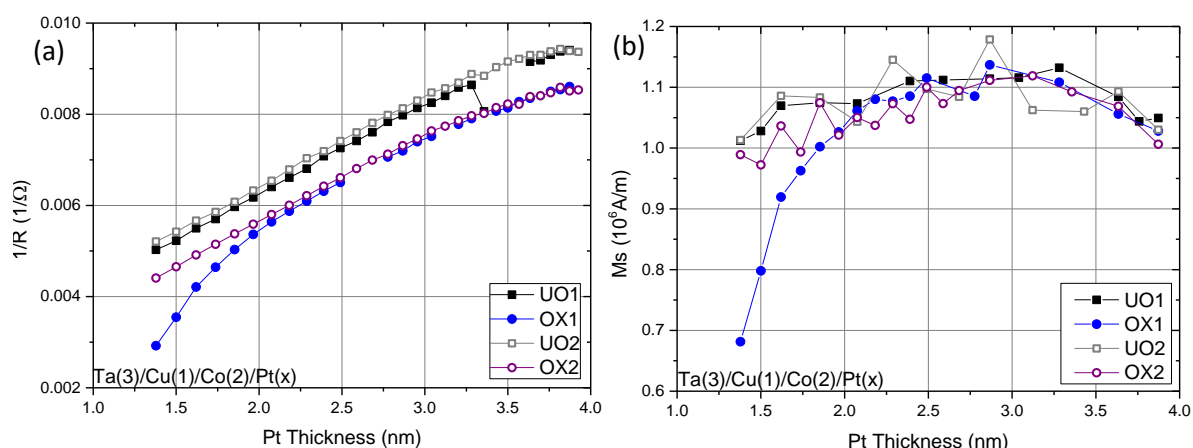 (a)
0.010
0.008
0.006
0.004
0.002
1/R (1/Ω)
UO1
OX1
UO2
OX2
Ta(3)/Cu(1)/Co(2)/Pt(x)
1.0 1.5 2.0 2.5 3.0 3.5 4.0
Pt Thickness (nm)
(b)
1.2
1.1
1.0
0.9
0.8
0.7
0.6
Ms (10⁶A/m)
UO1
OX1
UO2
OX2
Ta(3)/Cu(1)/Co(2)/Pt(x)
1.0 1.5 2.0 2.5 3.0 3.5 4.0
Pt Thickness (nm)